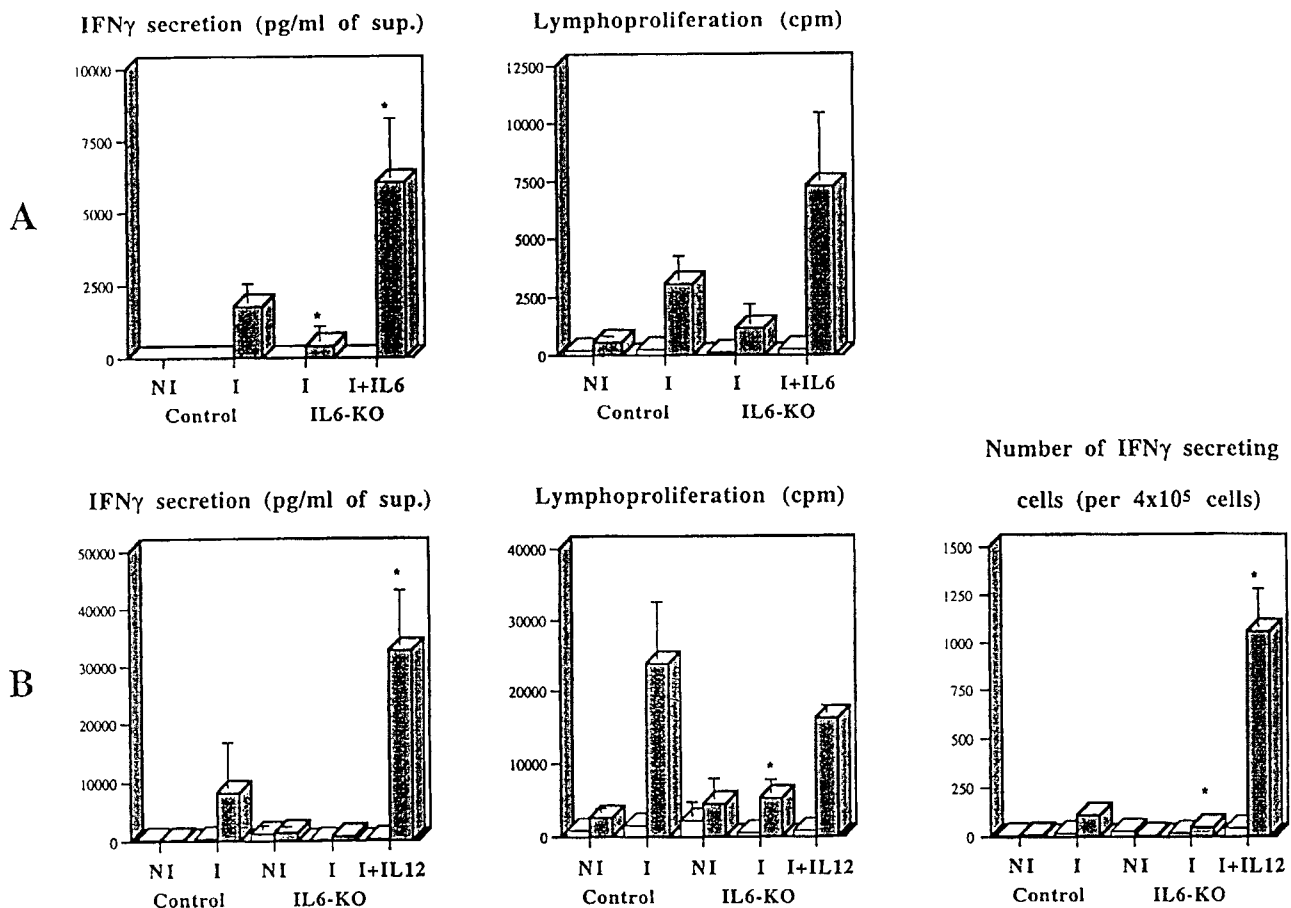 IFNγ secretion (pg/ml of sup.)
10000
7500
5000
2500
0
*
*
NI I I I+IL6
Control IL6-KO
Lymphoproliferation (cpm)
12500
10000
7500
5000
2500
0
NI I I I+IL6
Control IL6-KO
A
IFNγ secretion (pg/ml of sup.)
50000
40000
30000
20000
10000
0
*
NI I NI I I+IL12
Control IL6-KO
Lymphoproliferation (cpm)
40000
30000
20000
10000
0
*
NI I NI I I+IL12
Control IL6-KO
Number of IFNγ secreting
cells (per 4x10⁵ cells)
1500
1250
1000
750
500
250
0
*
*
NI I NI I I+IL12
Control IL6-KO
B